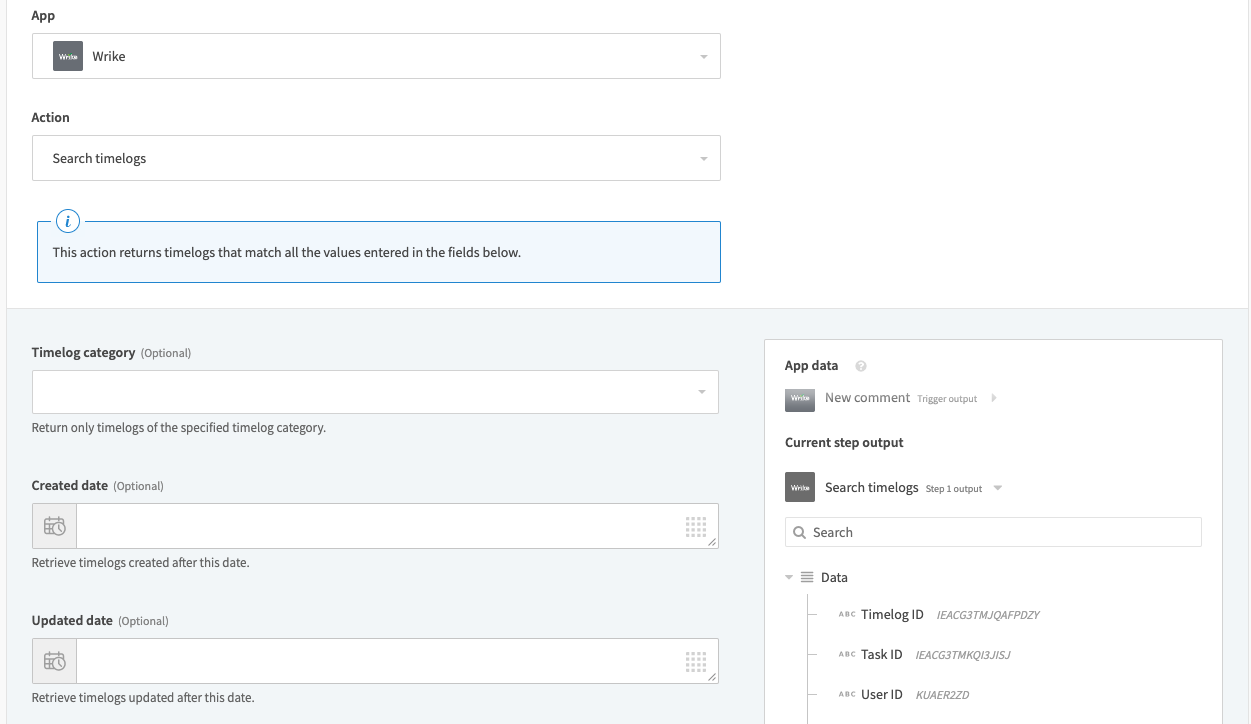 App
Wrike Wrike
Action
Search timelogs
i
This action returns timelogs that match all the values entered in the fields below.
Timelog category (Optional)
Return only timelogs of the specified timelog category.
Created date (Optional)
Retrieve timelogs created after this date.
Updated date (Optional)
Retrieve timelogs updated after this date.
App data ?
Wrike New comment Trigger output
Current step output
Wrike Search timelogs Step 1 output
Search
Data
ABC Timelog ID IEACG3TMJQAFPDZY
ABC Task ID IEACG3TMKQI3JISJ
ABC User ID KUAER2ZD